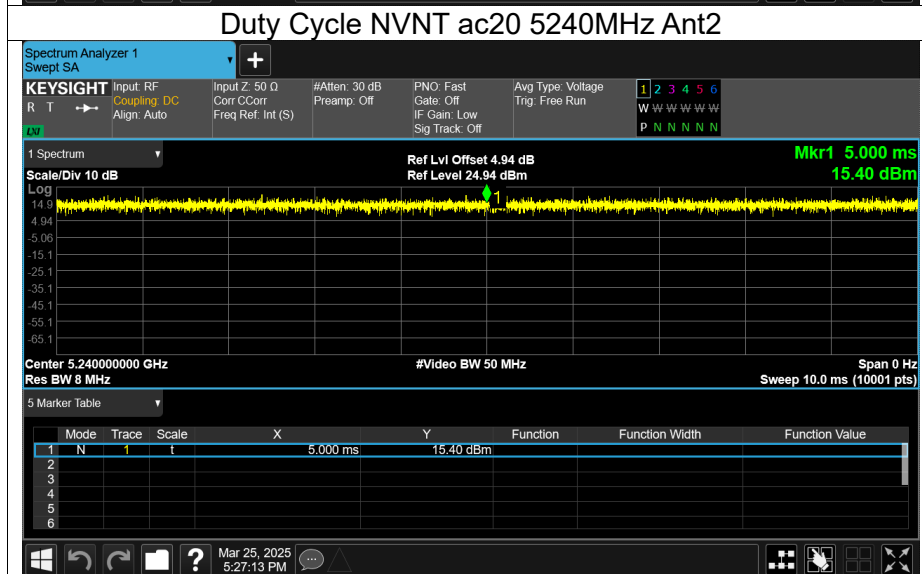 Duty Cycle NVNT ac20 5240MHz Ant2
Spectrum Analyzer 1
Swept SA
+
KEYSIGHT
R T
LXI
Input: RF
Coupling: DC
Align: Auto
Input Z: 50 Ω
Corr CCorr
Freq Ref: Int (S)
#Atten: 30 dB
Preamp: Off
PNO: Fast
Gate: Off
IF Gain: Low
Sig Track: Off
Avg Type: Voltage
Trig: Free Run
1 2 3 4 5 6
W W W W W W
P N N N N N
1 Spectrum
Scale/Div 10 dB
Ref Lvl Offset 4.94 dB
Ref Level 24.94 dBm
Mkr1 5.000 ms
15.40 dBm
Log
14.9
4.94
-5.06
-15.1
-25.1
-35.1
-45.1
-55.1
-65.1
1
Center 5.240000000 GHz
Res BW 8 MHz
#Video BW 50 MHz
Span 0 Hz
Sweep 10.0 ms (10001 pts)
5 Marker Table
Mode Trace Scale X Y Function Function Width Function Value
1 N 1 t 5.000 ms 15.40 dBm
2
3
4
5
6
?
Mar 25, 2025
5:27:13 PM